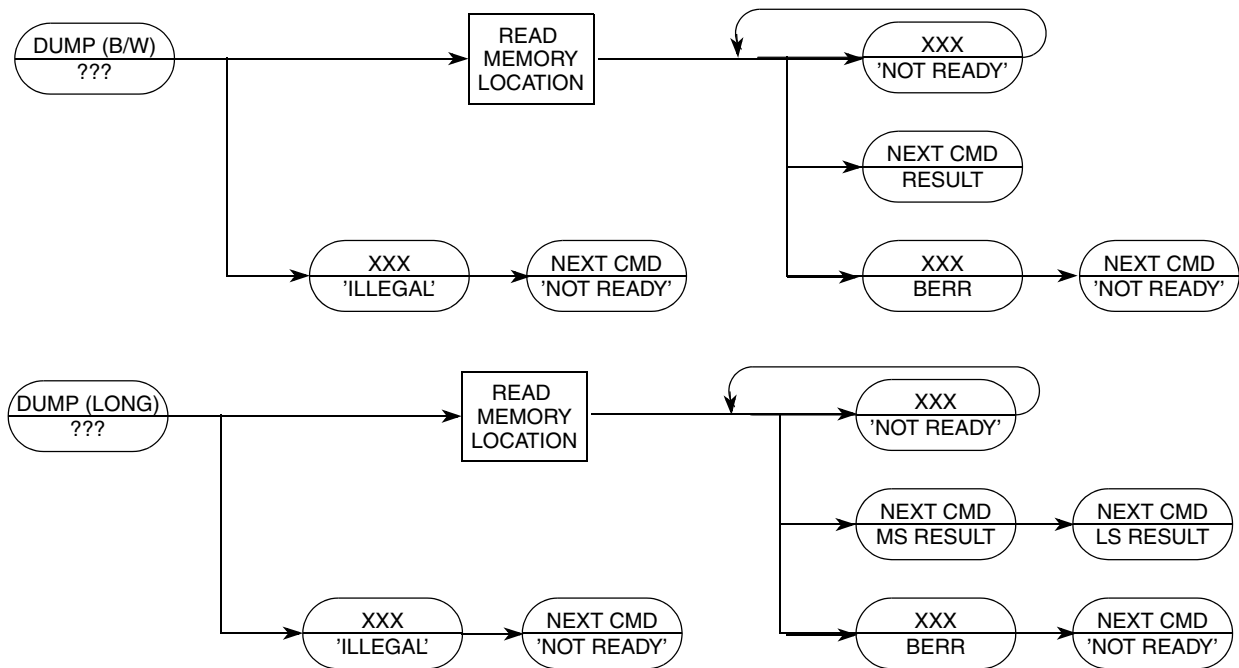 DUMP (B/W)
???
READ
MEMORY
LOCATION
XXX
'NOT READY'
NEXT CMD
RESULT
XXX
'ILLEGAL'
NEXT CMD
'NOT READY'
XXX
BERR
NEXT CMD
'NOT READY'
DUMP (LONG)
???
READ
MEMORY
LOCATION
XXX
'NOT READY'
NEXT CMD
MS RESULT
NEXT CMD
LS RESULT
XXX
'ILLEGAL'
NEXT CMD
'NOT READY'
XXX
BERR
NEXT CMD
'NOT READY'